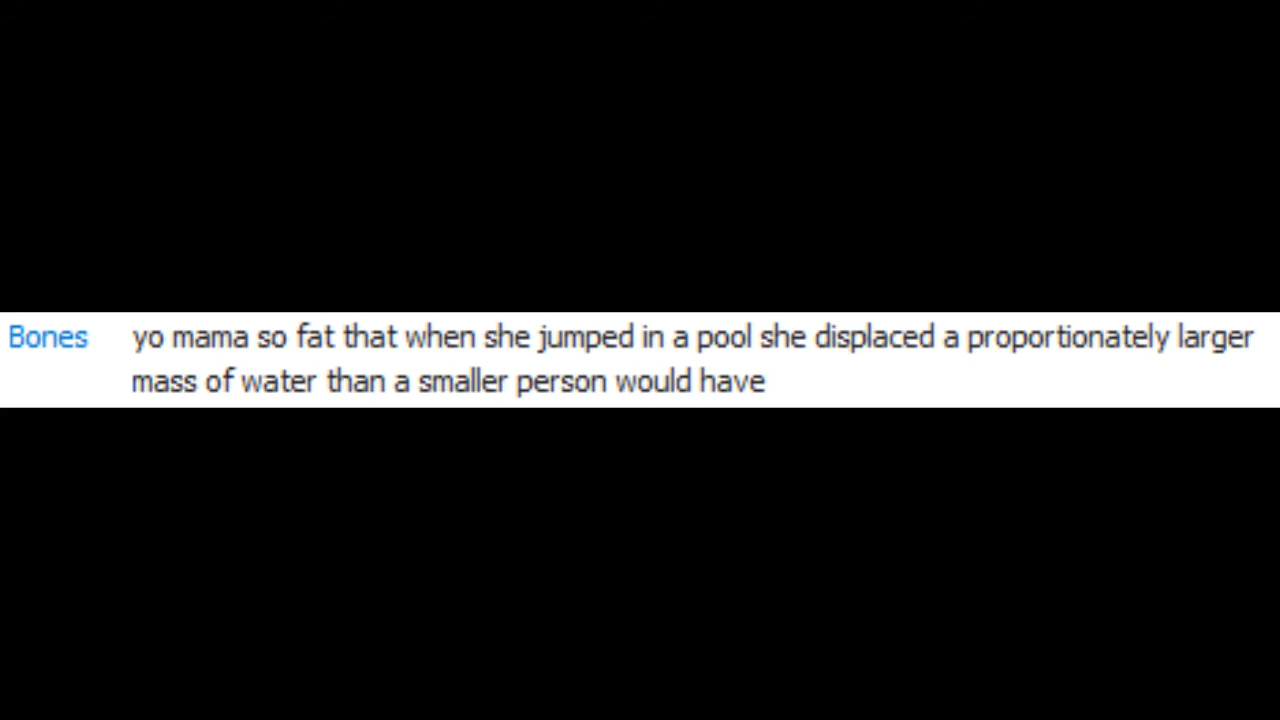 Bones yo mama so fat that when she jumped in a pool she displaced a proportionately larger
mass of water than a smaller person would have